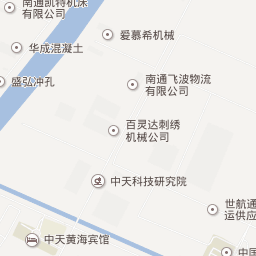 南通凯特机床
有限公司
爱慕希机械
华成混凝土
南通飞波物流
有限公司
盛弘冲孔
百灵达刺绣
机械公司
中天科技研究院
世航通
运供应
中天黄海宾馆
中国